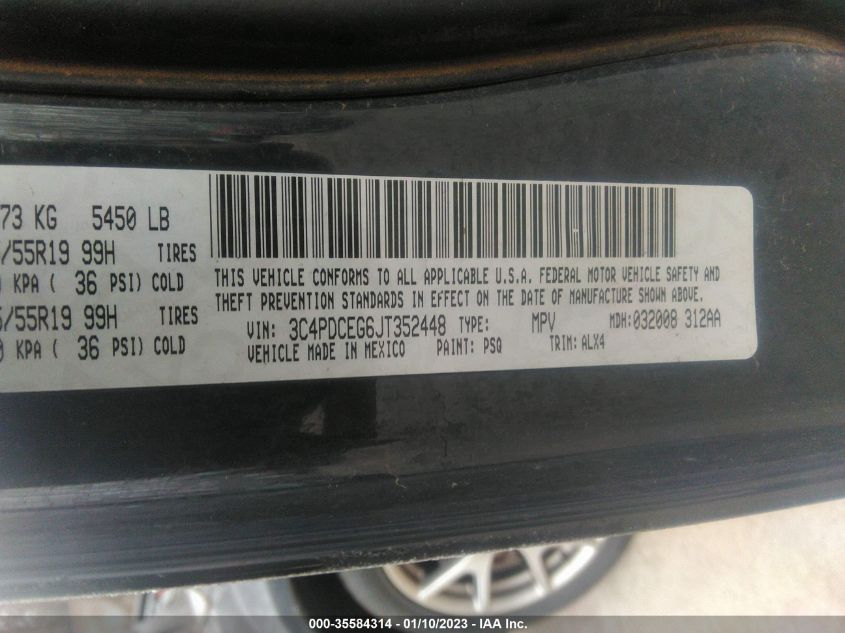 73 KG 5450 LB
/55R19 99H TIRES
KPA ( 36 PSI) COLD
/55R19 99H TIRES
KPA ( 36 PSI) COLD
THIS VEHICLE CONFORMS TO ALL APPLICABLE U.S.A. FEDERAL MOTOR VEHICLE SAFETY AND
THEFT PREVENTION STANDARDS IN EFFECT ON THE DATE OF MANUFACTURE SHOWN ABOVE.
VIN: 3C4PDCEG6JT352448 TYPE: MPV MDH: 032008 312AA
VEHICLE MADE IN MEXICO PAINT: PSQ TRIM: ALX4
000-35584314 - 01/10/2023 - IAA Inc.